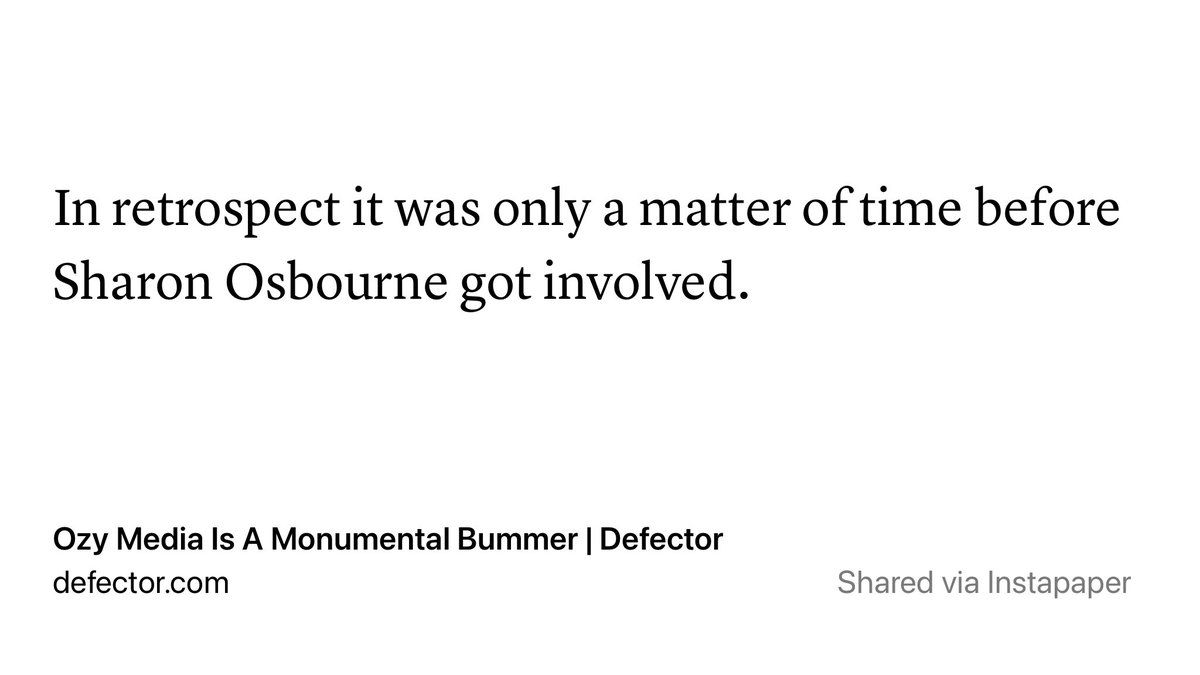 In retrospect it was only a matter of time before
Sharon Osbourne got involved.
Ozy Media Is A Monumental Bummer | Defector
defector.com
Shared via Instapaper